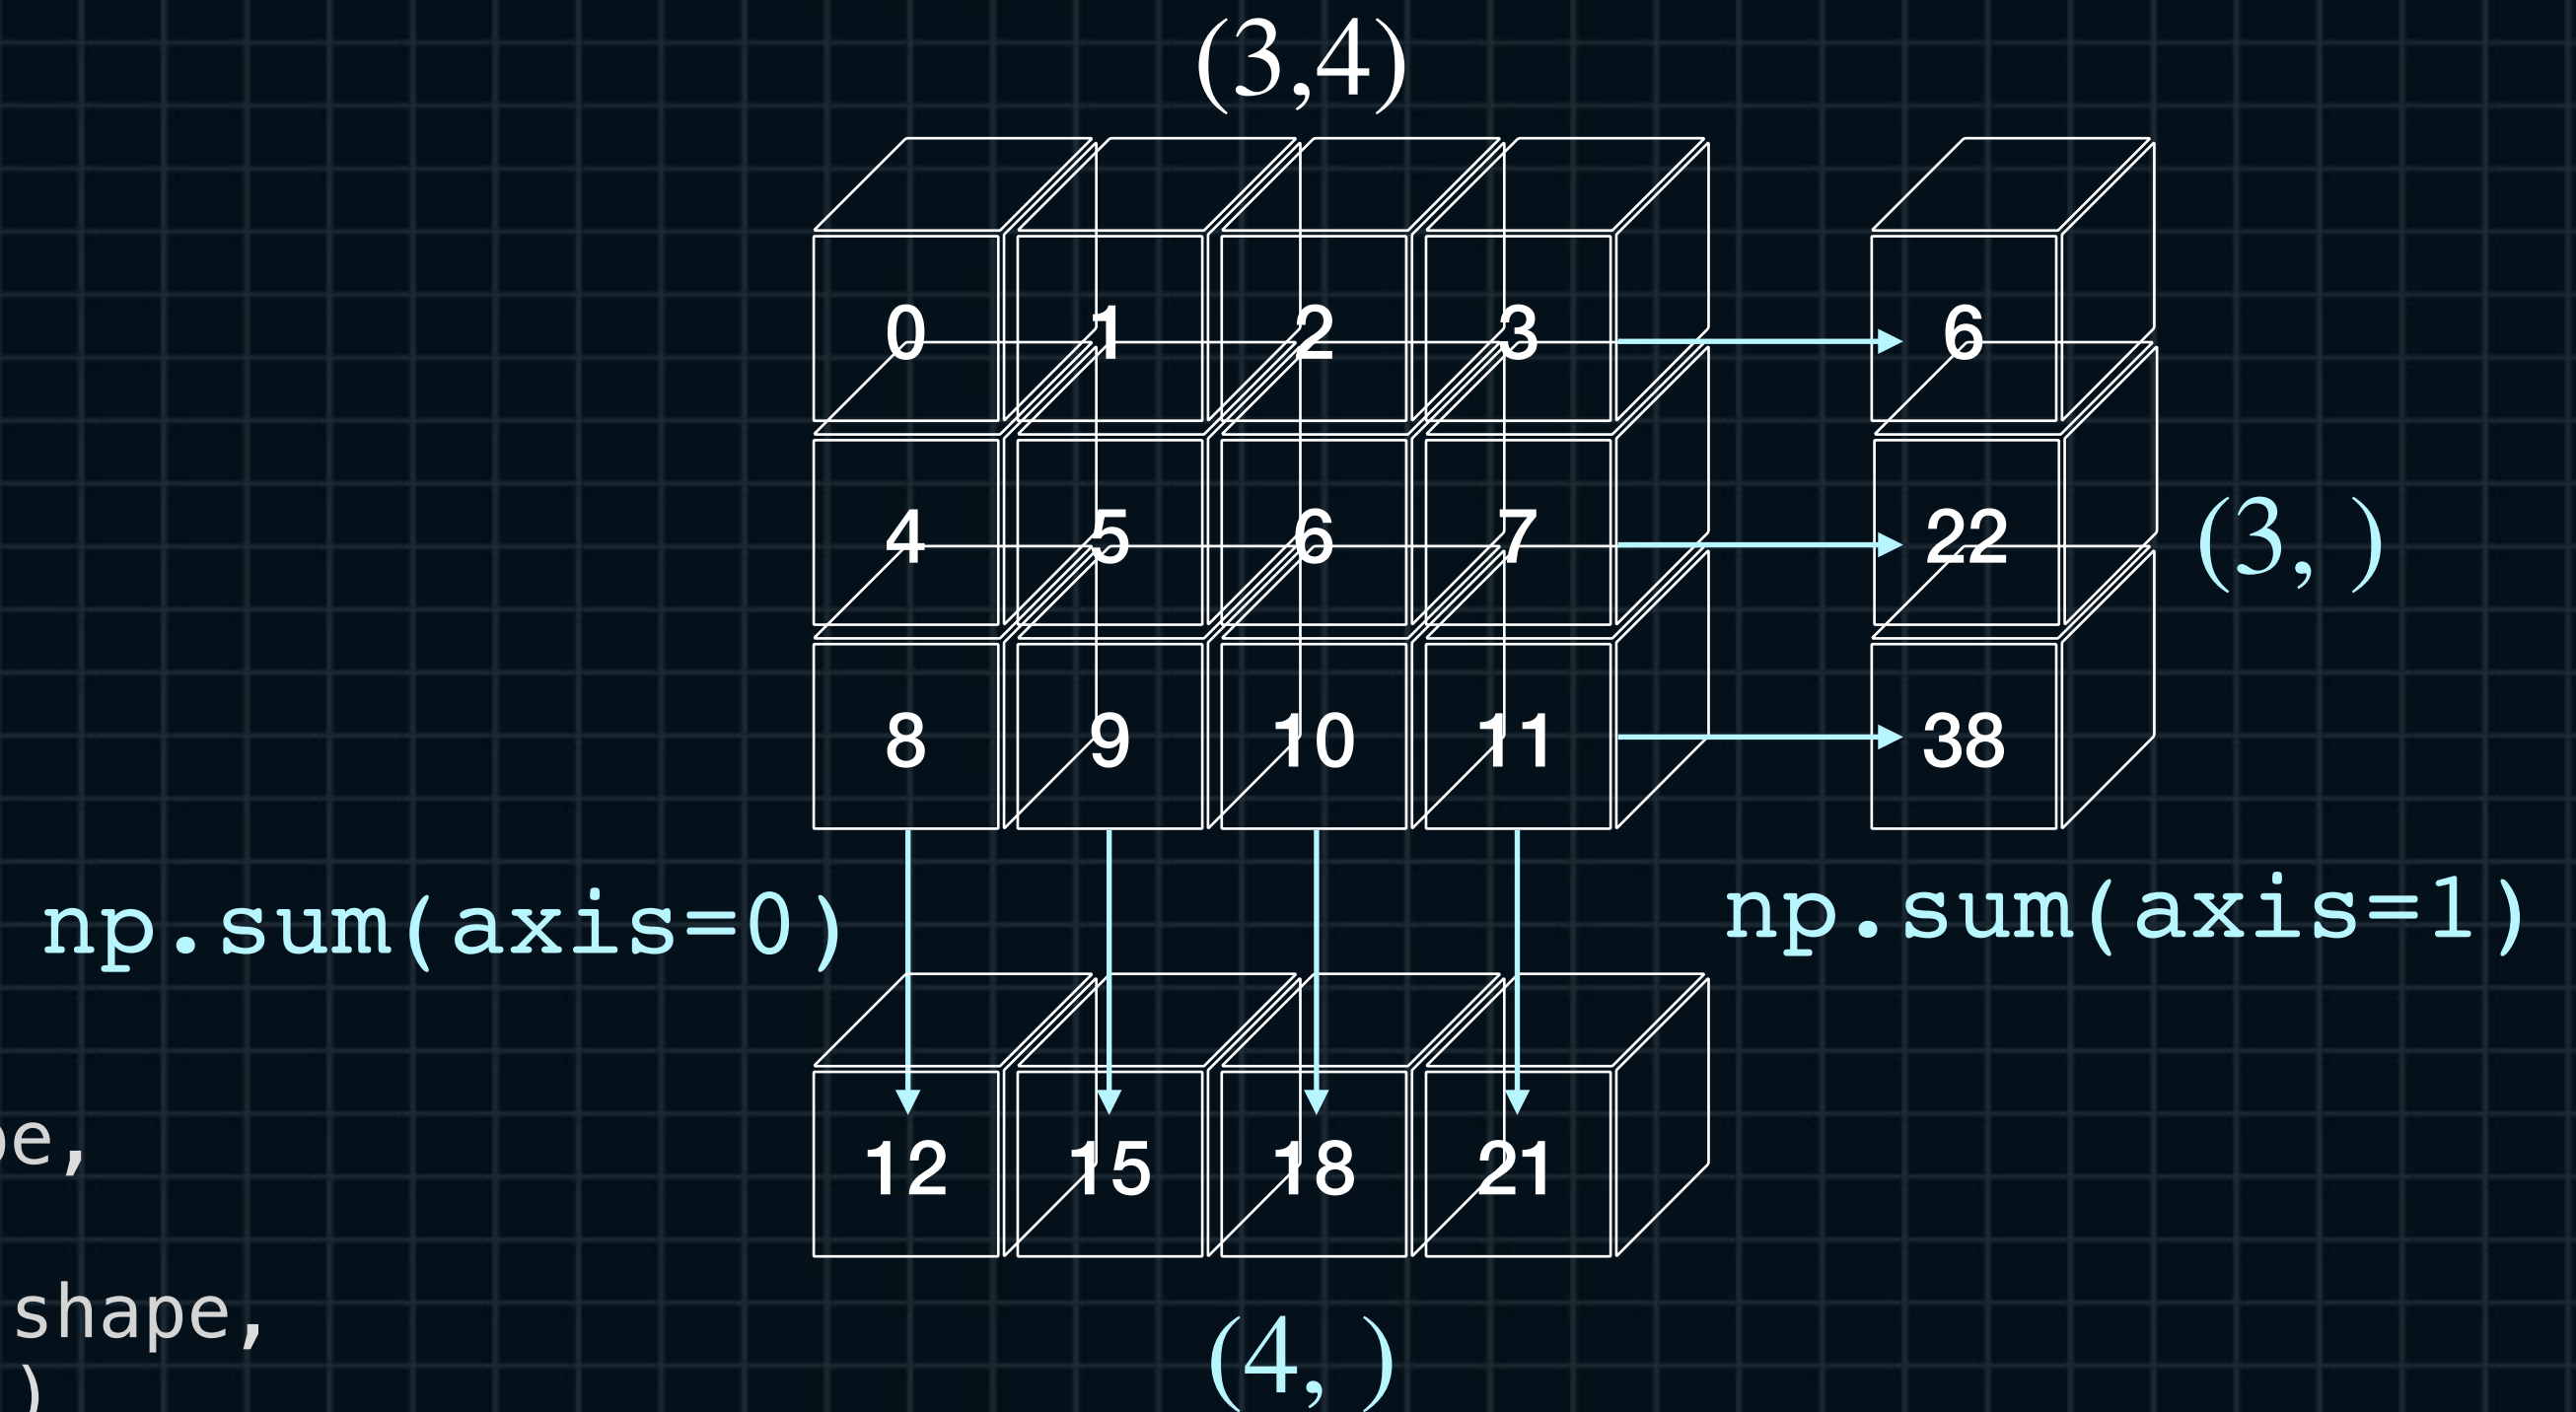 (3,4)
0 1 2 3 6
4 5 6 7 22 (3, )
8 9 10 11 38
np.sum(axis=0) np.sum(axis=1)
12 15 18 21
shape,
(4, )
)